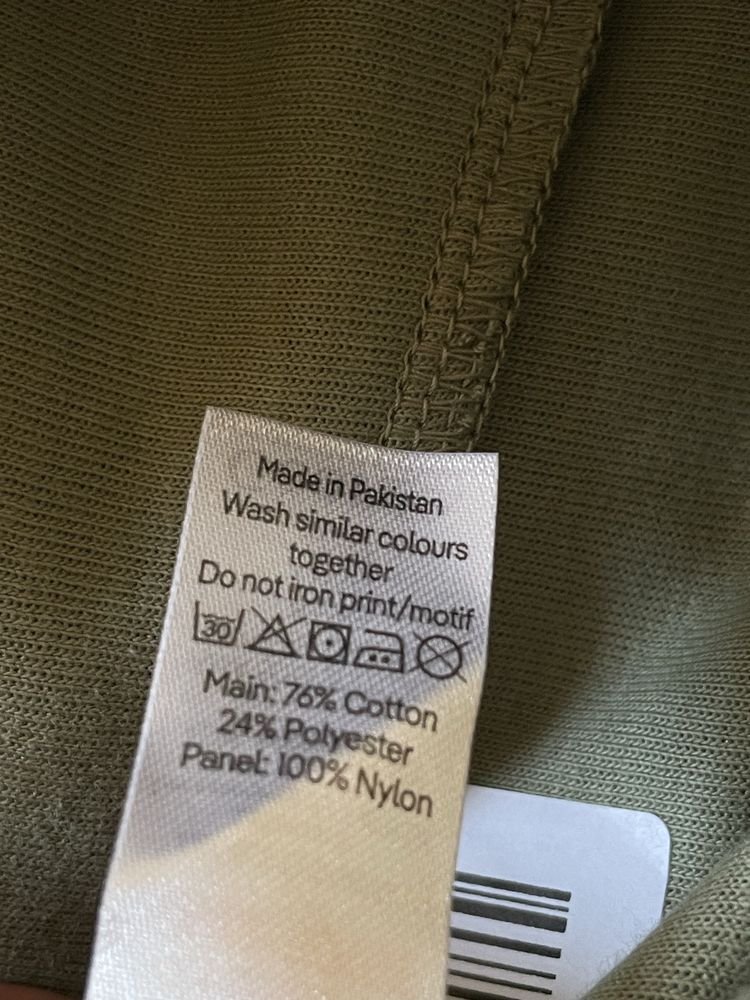 Made in Pakistan
Wash similar colours
together
Do not iron print/motif
30
Main: 76% Cotton
24% Polyester
Panel: 100% Nylon